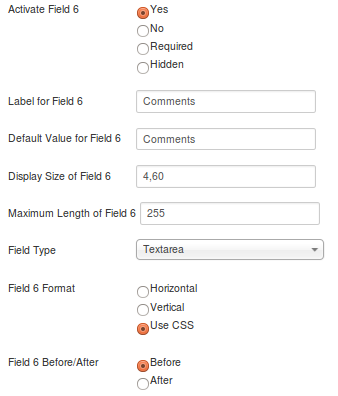 Activate Field 6 Yes
No
Required
Hidden
Label for Field 6 Comments
Default Value for Field 6 Comments
Display Size of Field 6 4,60
Maximum Length of Field 6 255
Field Type Textarea
Field 6 Format Horizontal
Vertical
Use CSS
Field 6 Before/After Before
After